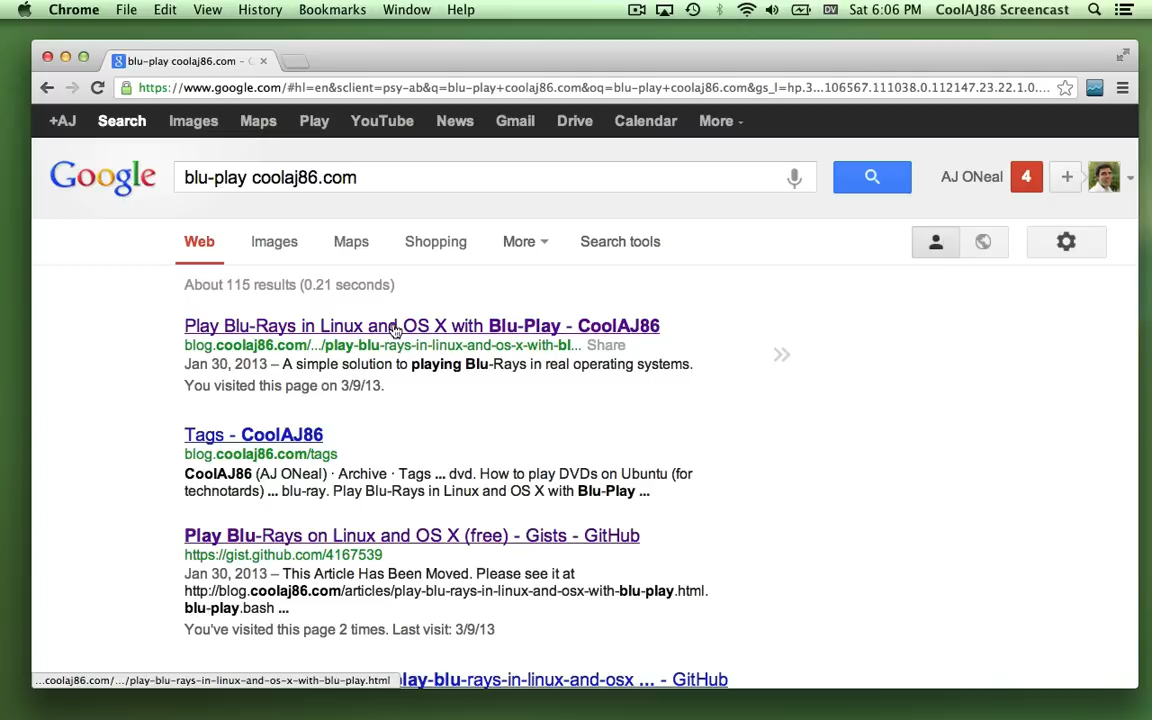 Chrome File Edit View History Bookmarks Window Help DV Sat 6:06 PM CoolAJ86 Screencast
blu-play coolaj86.com - G
https://www.google.com/#hl=en&sclient=psy-ab&q=blu-play+coolaj86.com&oq=blu-play+coolaj86.com&gs_l=hp.3...106567.111038.0.112147.23.22.1.0....
+AJ Search Images Maps Play YouTube News Gmail Drive Calendar More
Google blu-play coolaj86.com AJ ONeal 4 +
Web Images Maps Shopping More Search tools
About 115 results (0.21 seconds)
Play Blu-Rays in Linux and OS X with Blu-Play - CoolAJ86
blog.coolaj86.com/.../play-blu-rays-in-linux-and-os-x-with-bl... Share
Jan 30, 2013 – A simple solution to playing Blu-Rays in real operating systems.
You visited this page on 3/9/13.
Tags - CoolAJ86
blog.coolaj86.com/tags
CoolAJ86 (AJ ONeal) · Archive · Tags ... dvd. How to play DVDs on Ubuntu (for
technotards) ... blu-ray. Play Blu-Rays in Linux and OS X with Blu-Play ...
Play Blu-Rays on Linux and OS X (free) - Gists - GitHub
https://gist.github.com/4167539
Jan 30, 2013 – This Article Has Been Moved. Please see it at
http://blog.coolaj86.com/articles/play-blu-rays-in-linux-and-osx-with-blu-play.html.
blu-play.bash ...
You've visited this page 2 times. Last visit: 3/9/13
...coolaj86.com/.../play-blu-rays-in-linux-and-os-x-with-blu-play.html
lay-blu-rays-in-linux-and-osx ... - GitHub